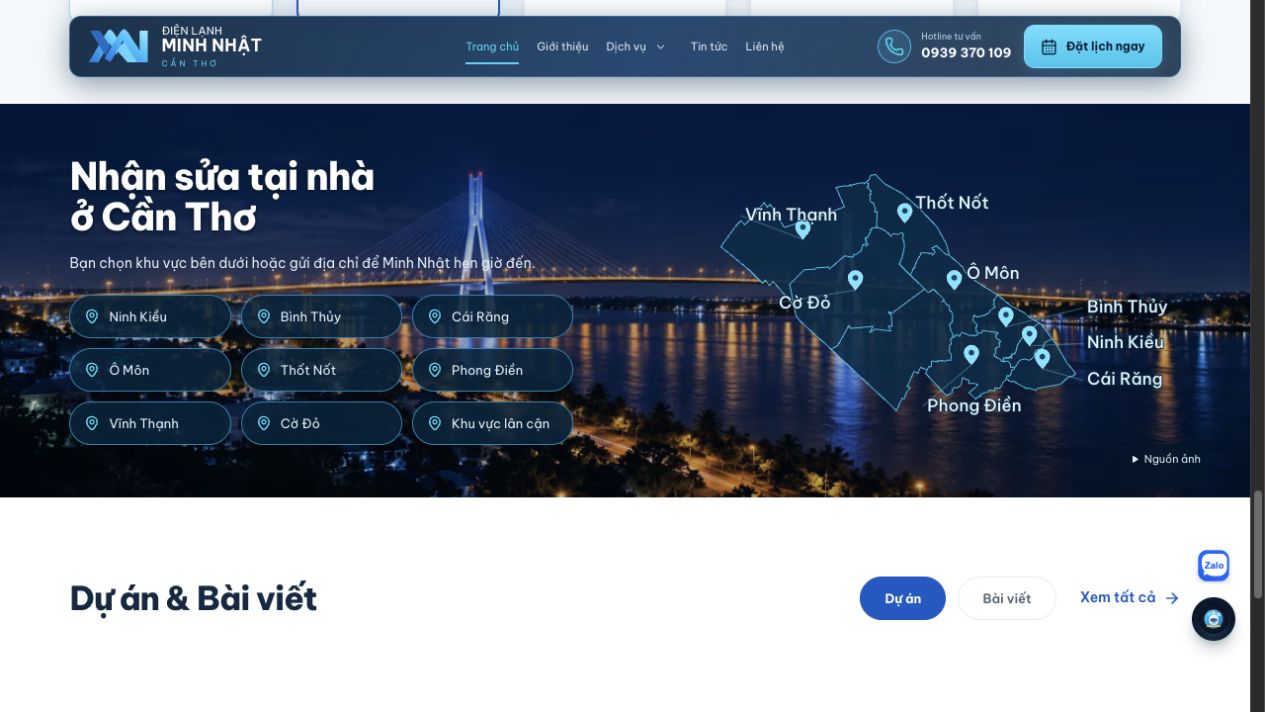 ĐIỆN LẠNH
MINH NHẬT
CẦN THƠ
Trang chủ
Giới thiệu
Dịch vụ
Tin tức
Liên hệ
Hotline tư vấn
0939 370 109
Đặt lịch ngay
Nhận sửa tại nhà
ở Cần Thơ
Bạn chọn khu vực bên dưới hoặc gửi địa chỉ để Minh Nhật hẹn giờ đến.
Ninh Kiều
Bình Thủy
Cái Răng
Ô Môn
Thốt Nốt
Phong Điền
Vĩnh Thạnh
Cờ Đỏ
Khu vực lân cận
Vĩnh Thạnh
Thốt Nốt
Ô Môn
Cờ Đỏ
Bình Thủy
Ninh Kiều
Cái Răng
Phong Điền
Nguồn ảnh
Dự án & Bài viết
Dự án
Bài viết
Xem tất cả
Zalo